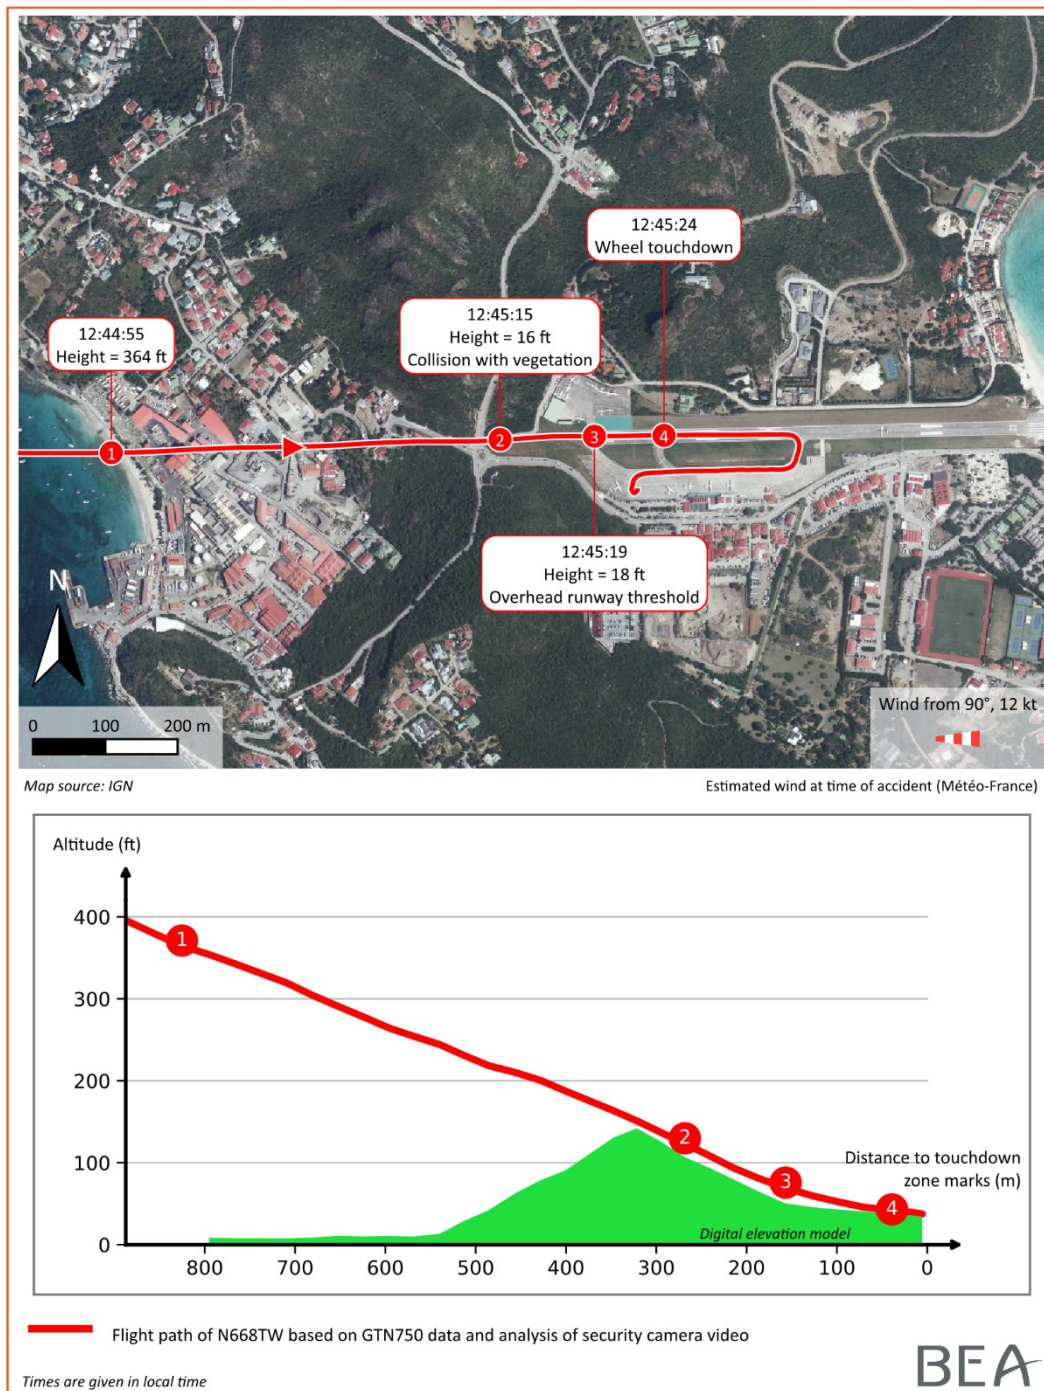 12:45:24
Wheel touchdown
12:45:15
Height = 16 ft
Collision with vegetation
12:44:55
Height = 364 ft
1
2
3
4
12:45:19
Height = 18 ft
Overhead runway threshold
N
0 100 200 m
Wind from 90°, 12 kt
Map source: IGN
Estimated wind at time of accident (Météo-France)
Altitude (ft)
400
300
200
100
0
1
2
3
4
Distance to touchdown
zone marks (m)
Digital elevation model
800 700 600 500 400 300 200 100 0
Flight path of N668TW based on GTN750 data and analysis of security camera video
Times are given in local time
BEA